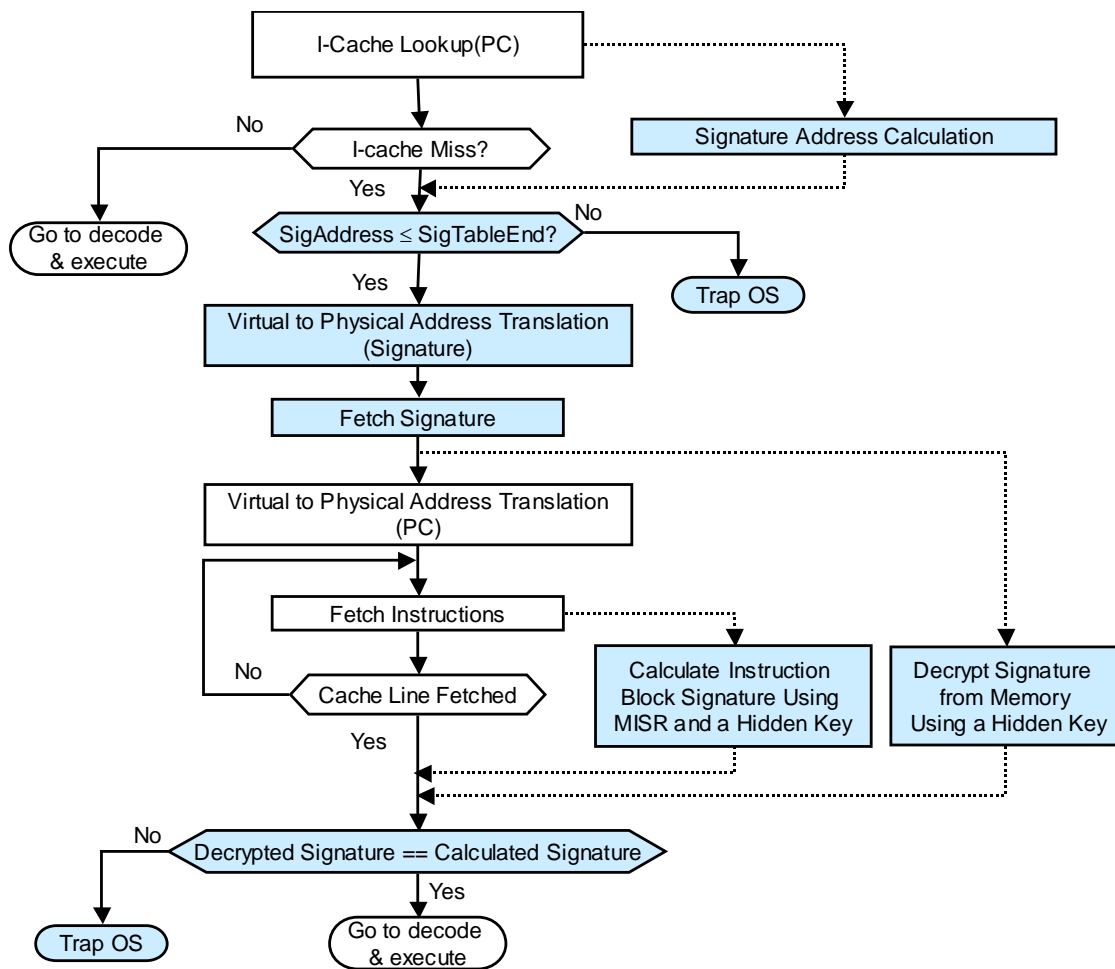 I-Cache Lookup(PC)
No
Signature Address Calculation
I-cache Miss?
Yes
No
Go to decode
& execute
SigAddress ≤ SigTableEnd?
Yes
Trap OS
Virtual to Physical Address Translation
(Signature)
Fetch Signature
Virtual to Physical Address Translation
(PC)
Fetch Instructions
No
Cache Line Fetched
Calculate Instruction
Block Signature Using
MISR and a Hidden Key
Decrypt Signature
from Memory
Using a Hidden Key
Yes
No
Decrypted Signature == Calculated Signature
Yes
Trap OS
Go to decode
& execute